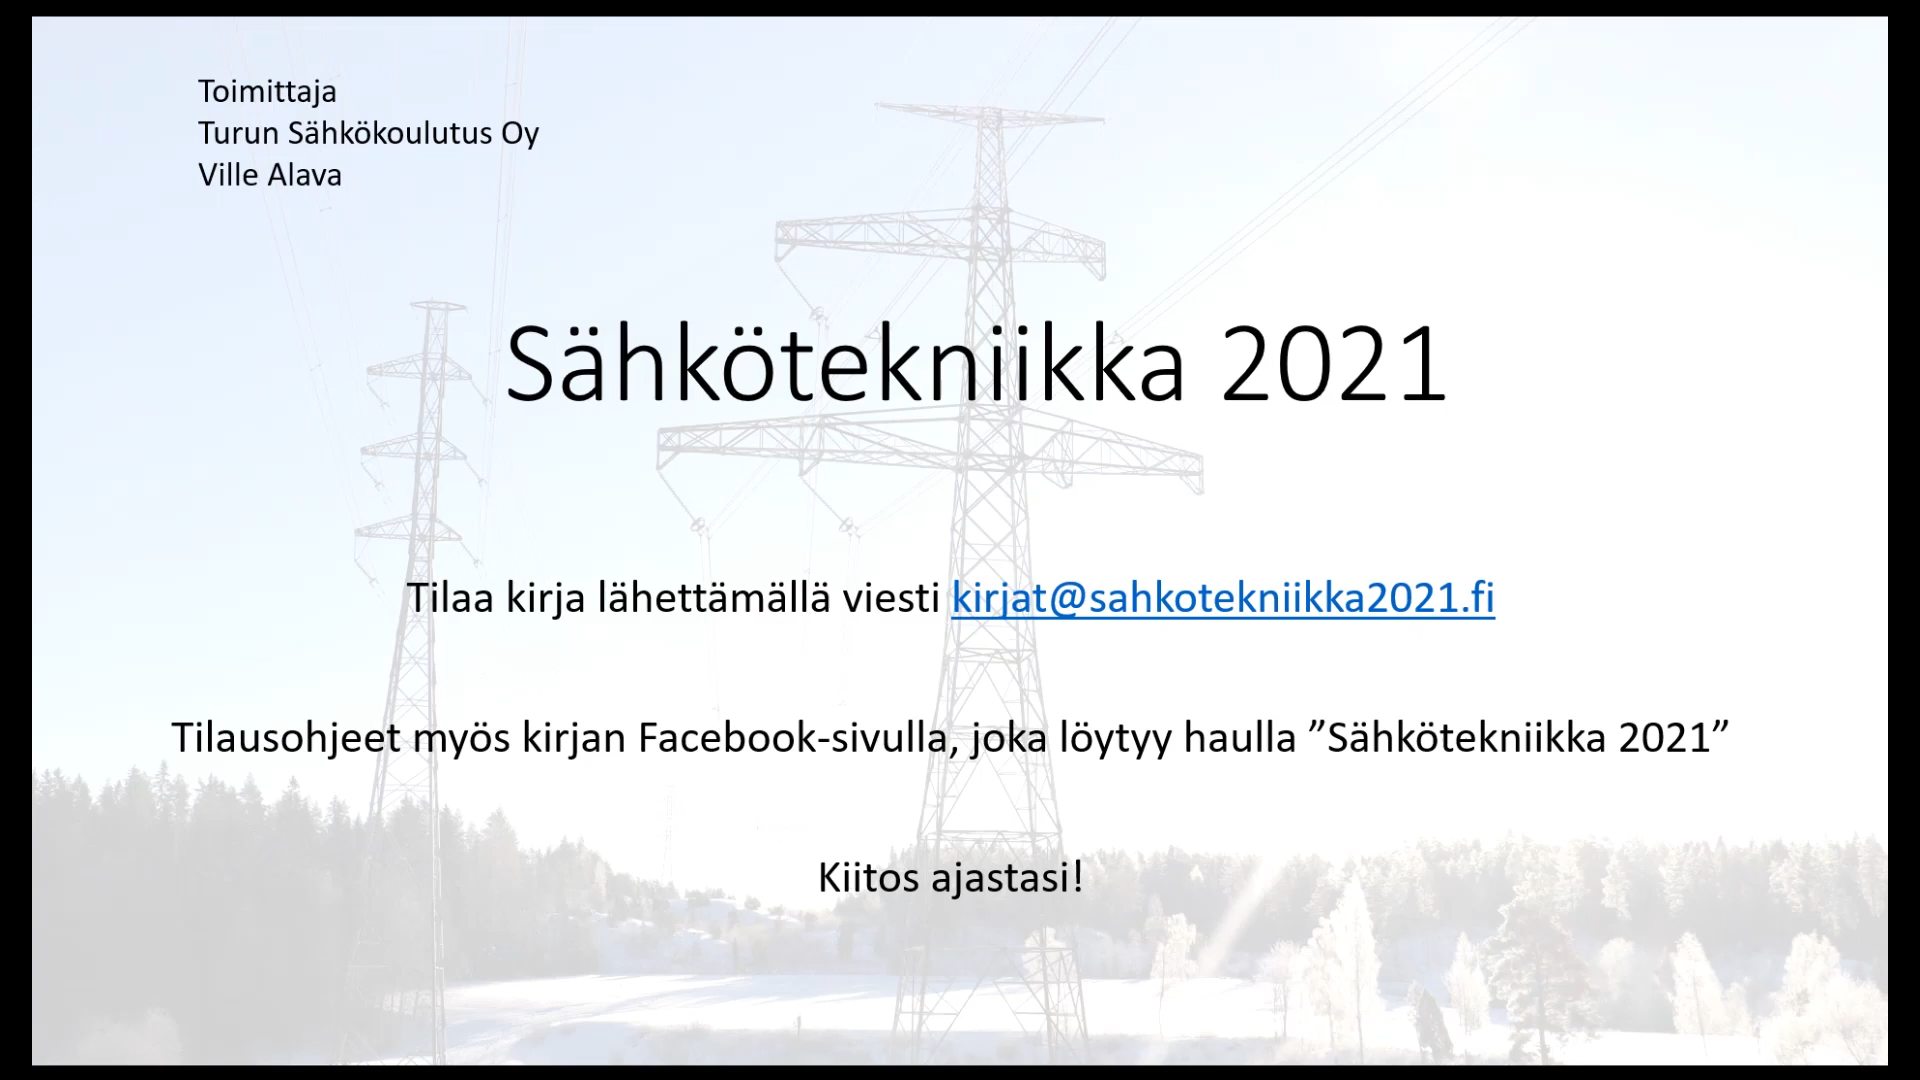 Toimittaja
Turun Sähkökoulutus Oy
Ville Alava
Sähkötekniikka 2021
Tilaa kirja lähettämällä viesti kirjat@sahkotekniikka2021.fi
Tilausohjeet myös kirjan Facebook-sivulla, joka löytyy haulla ”Sähkötekniikka 2021”
Kiitos ajastasi!